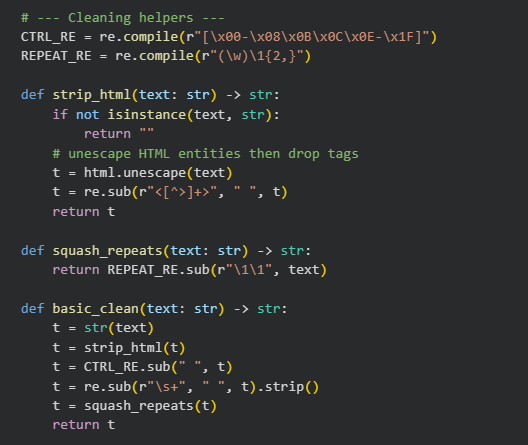 # --- Cleaning helpers ---
CTRL_RE = re.compile(r"[\x00-\x08\x0B\x0C\x0E-\x1F]")
REPEAT_RE = re.compile(r"(\w)\1{2,}")

def strip_html(text: str) -> str:
    if not isinstance(text, str):
        return ""
    # unescape HTML entities then drop tags
    t = html.unescape(text)
    t = re.sub(r"<[^>]+>", " ", t)
    return t

def squash_repeats(text: str) -> str:
    return REPEAT_RE.sub(r"\1\1", text)

def basic_clean(text: str) -> str:
    t = str(text)
    t = strip_html(t)
    t = CTRL_RE.sub(" ", t)
    t = re.sub(r"\s+", " ", t).strip()
    t = squash_repeats(t)
    return t